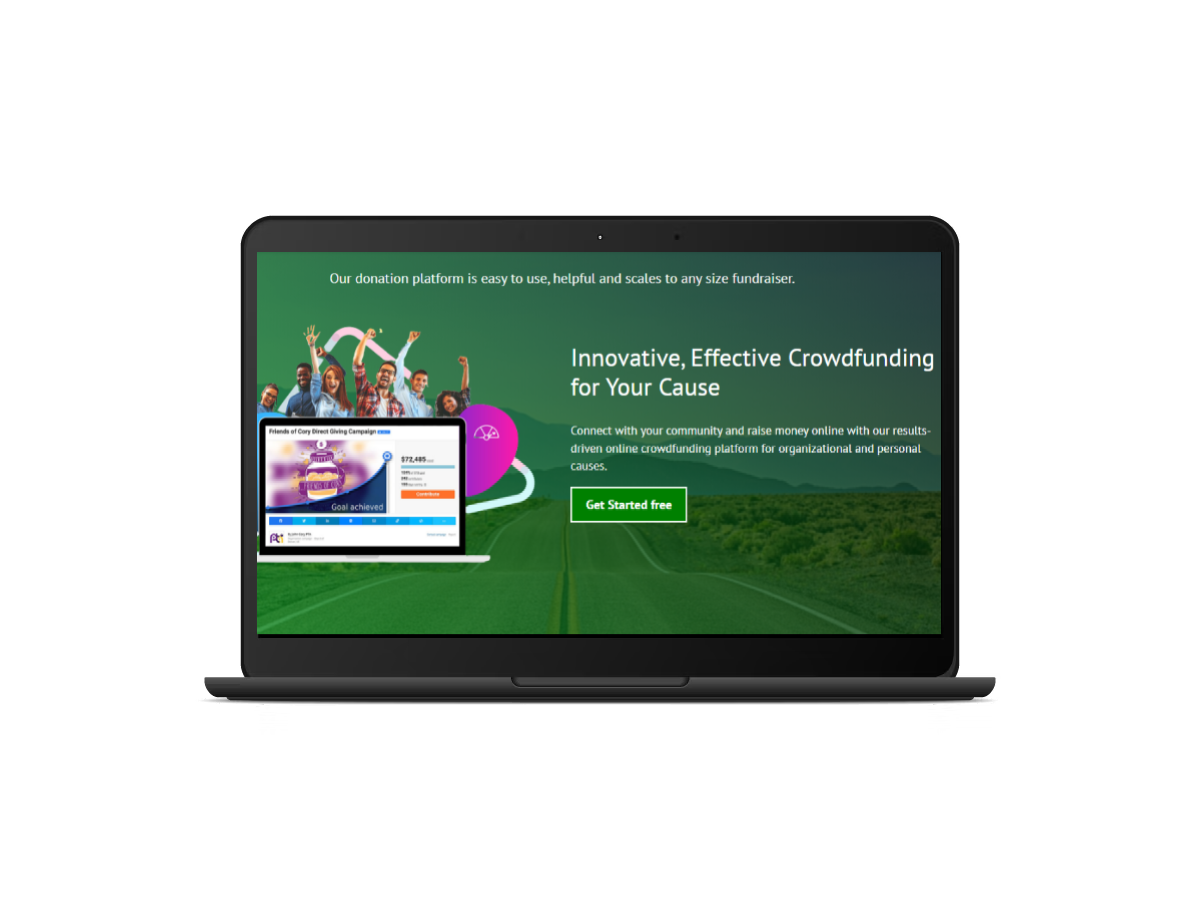 Our donation platform is easy to use, helpful and scales to any size fundraiser.
Innovative, Effective Crowdfunding
for Your Cause
Connect with your community and raise money online with our results-
driven online crowdfunding platform for organizational and personal
causes.
Get Started free
Friends of Cory Direct Giving Campaign
$72,485
Contribute
Goal achieved